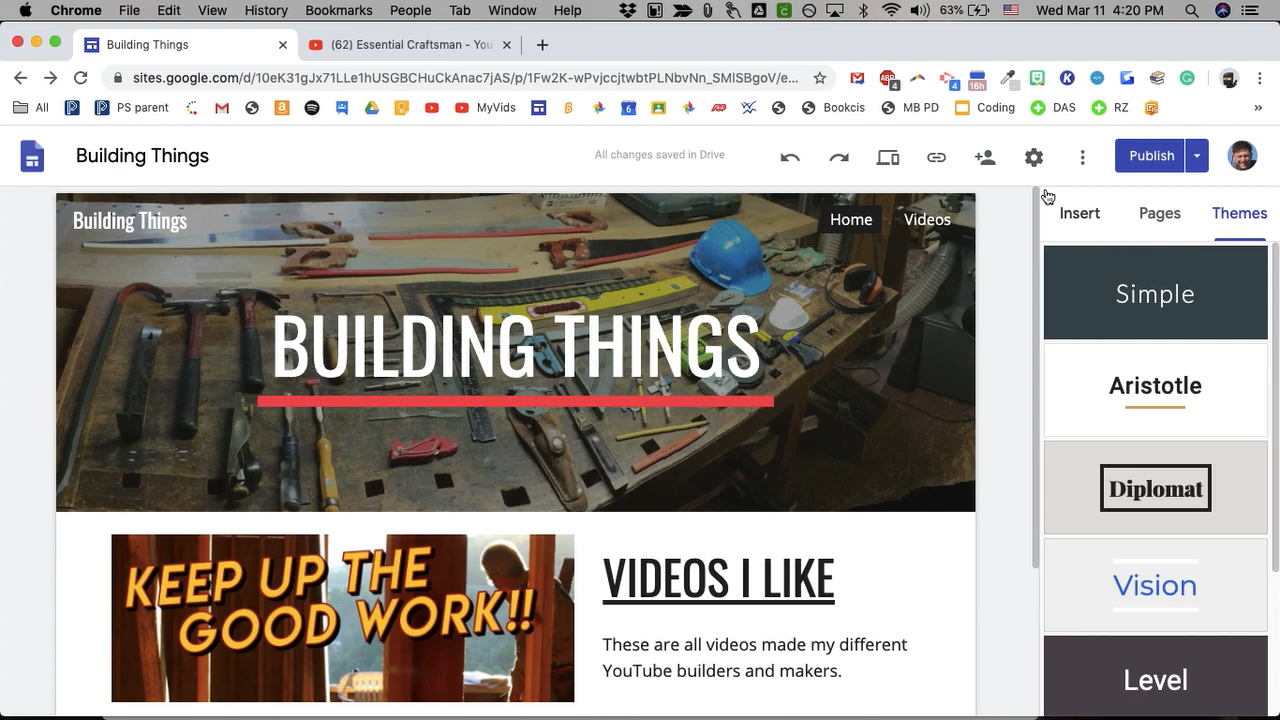 Chrome File Edit View History Bookmarks People Tab Window Help 63% Wed Mar 11 4:20 PM
Building Things (62) Essential Craftsman - You
sites.google.com/d/10eK31gJx71LLe1hUSGBCHuCkAnac7jAS/p/1Fw2K-wPvjccjtwbtPLNbvNn_SMlSBgoV/e... 4 4 16h
All PS parent MyVids 6 Bookcis MB PD Coding DAS RZ »
Building Things All changes saved in Drive Publish
Insert Pages Themes
Building Things Home Videos
BUILDING THINGS
Simple
Aristotle
Diplomat
Vision
Level
KEEP UP THE
GOOD WORK!!
VIDEOS I LIKE
These are all videos made my different
YouTube builders and makers.